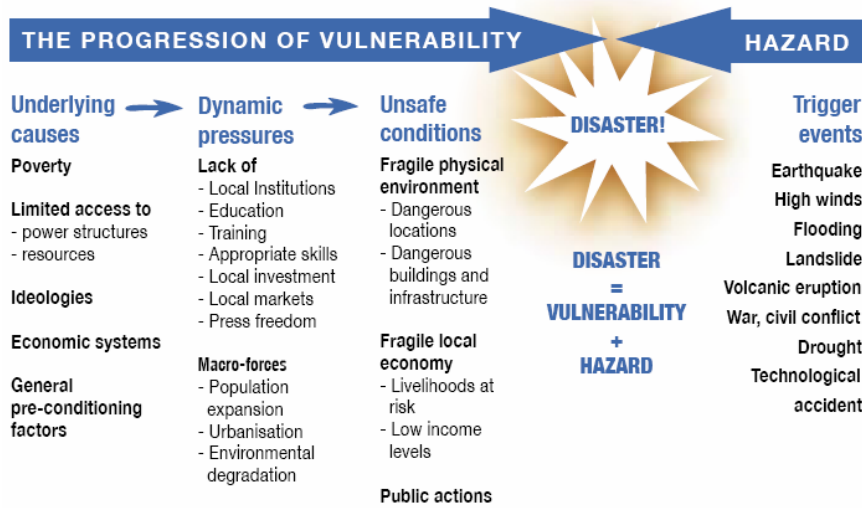 THE PROGRESSION OF VULNERABILITY
HAZARD
Underlying
causes
Poverty
Limited access to
- power structures
- resources
Ideologies
Economic systems
General
pre-conditioning
factors
Dynamic
pressures
Lack of
- Local Institutions
- Education
- Training
- Appropriate skills
- Local investment
- Local markets
- Press freedom
Macro-forces
- Population
expansion
- Urbanisation
- Environmental
degradation
Unsafe
conditions
Fragile physical
environment
- Dangerous
locations
- Dangerous
buildings and
infrastructure
Fragile local
economy
- Livelihoods at
risk
- Low income
levels
Public actions
DISASTER!
DISASTER
=
VULNERABILITY
+
HAZARD
Trigger
events
Earthquake
High winds
Flooding
Landslide
Volcanic eruption
War, civil conflict
Drought
Technological
accident